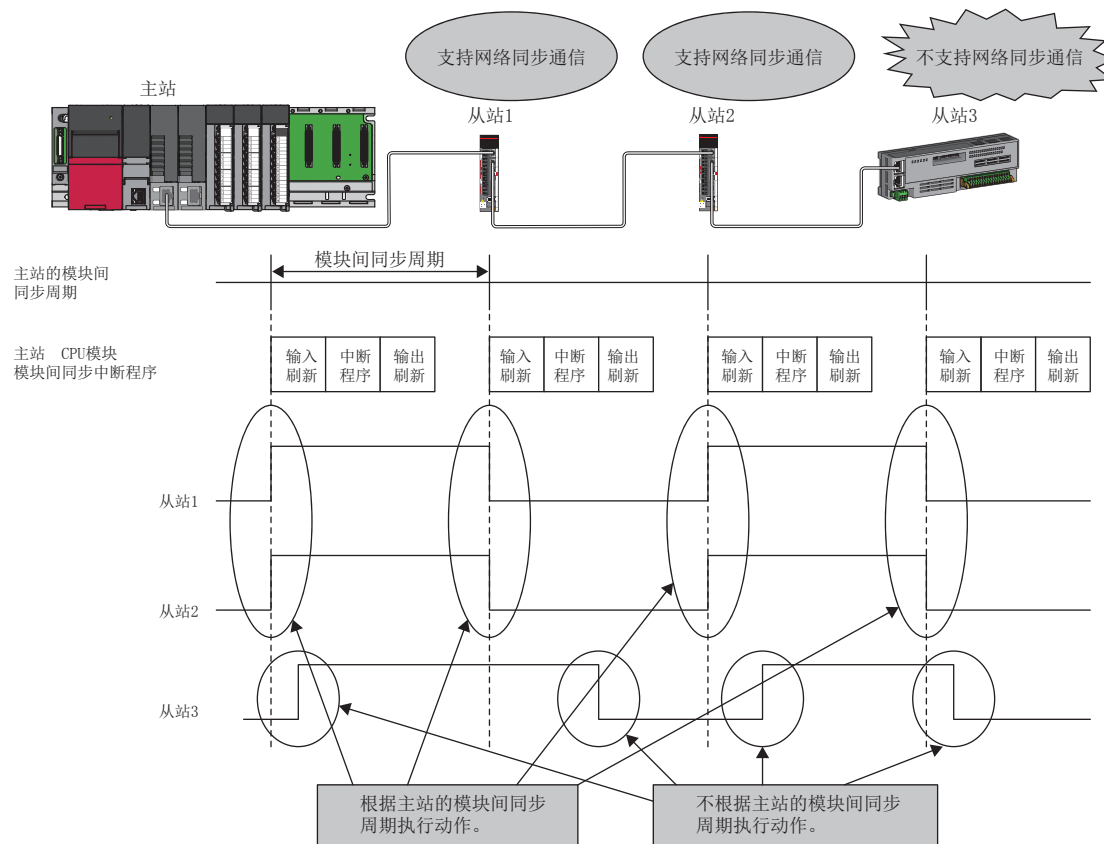 支持网络同步通信
支持网络同步通信
不支持网络同步通信
主站
从站1
从站2
从站3
模块间同步周期
主站的模块间
同步周期
主站 CPU模块
模块间同步中断程序
输入
刷新
中断
程序
输出
刷新
输入
刷新
中断
程序
输出
刷新
输入
刷新
中断
程序
输出
刷新
输入
刷新
中断
程序
输出
刷新
从站1
从站2
从站3
根据主站的模块间同步
周期执行动作。
不根据主站的模块间同步
周期执行动作。